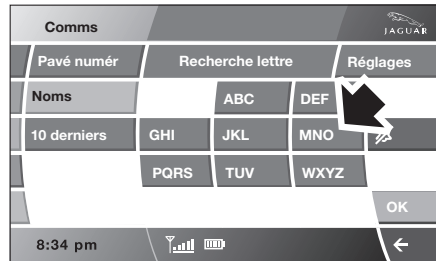 Comms
JAGUAR
Pavé numér Recherche lettre Réglages
Noms ABC DEF
10 derniers GHI JKL MNO
PQRS TUV WXYZ
OK
8:34 pm